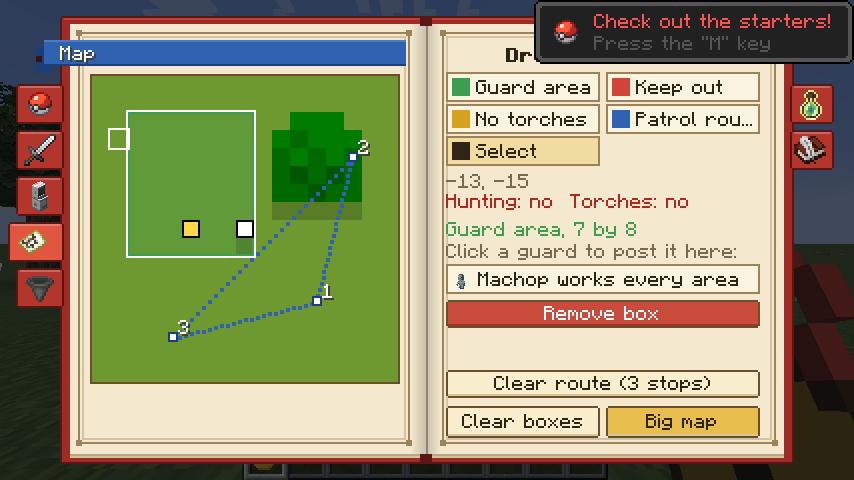 Check out the starters!
Press the "M" key
Map
Guard area
Keep out
No torches
Patrol rou...
Select
-13, -15
Hunting: no Torches: no
Guard area, 7 by 8
Click a guard to post it here:
Machop works every area
Remove box
Clear route (3 stops)
Clear boxes
Big map
2
1
3